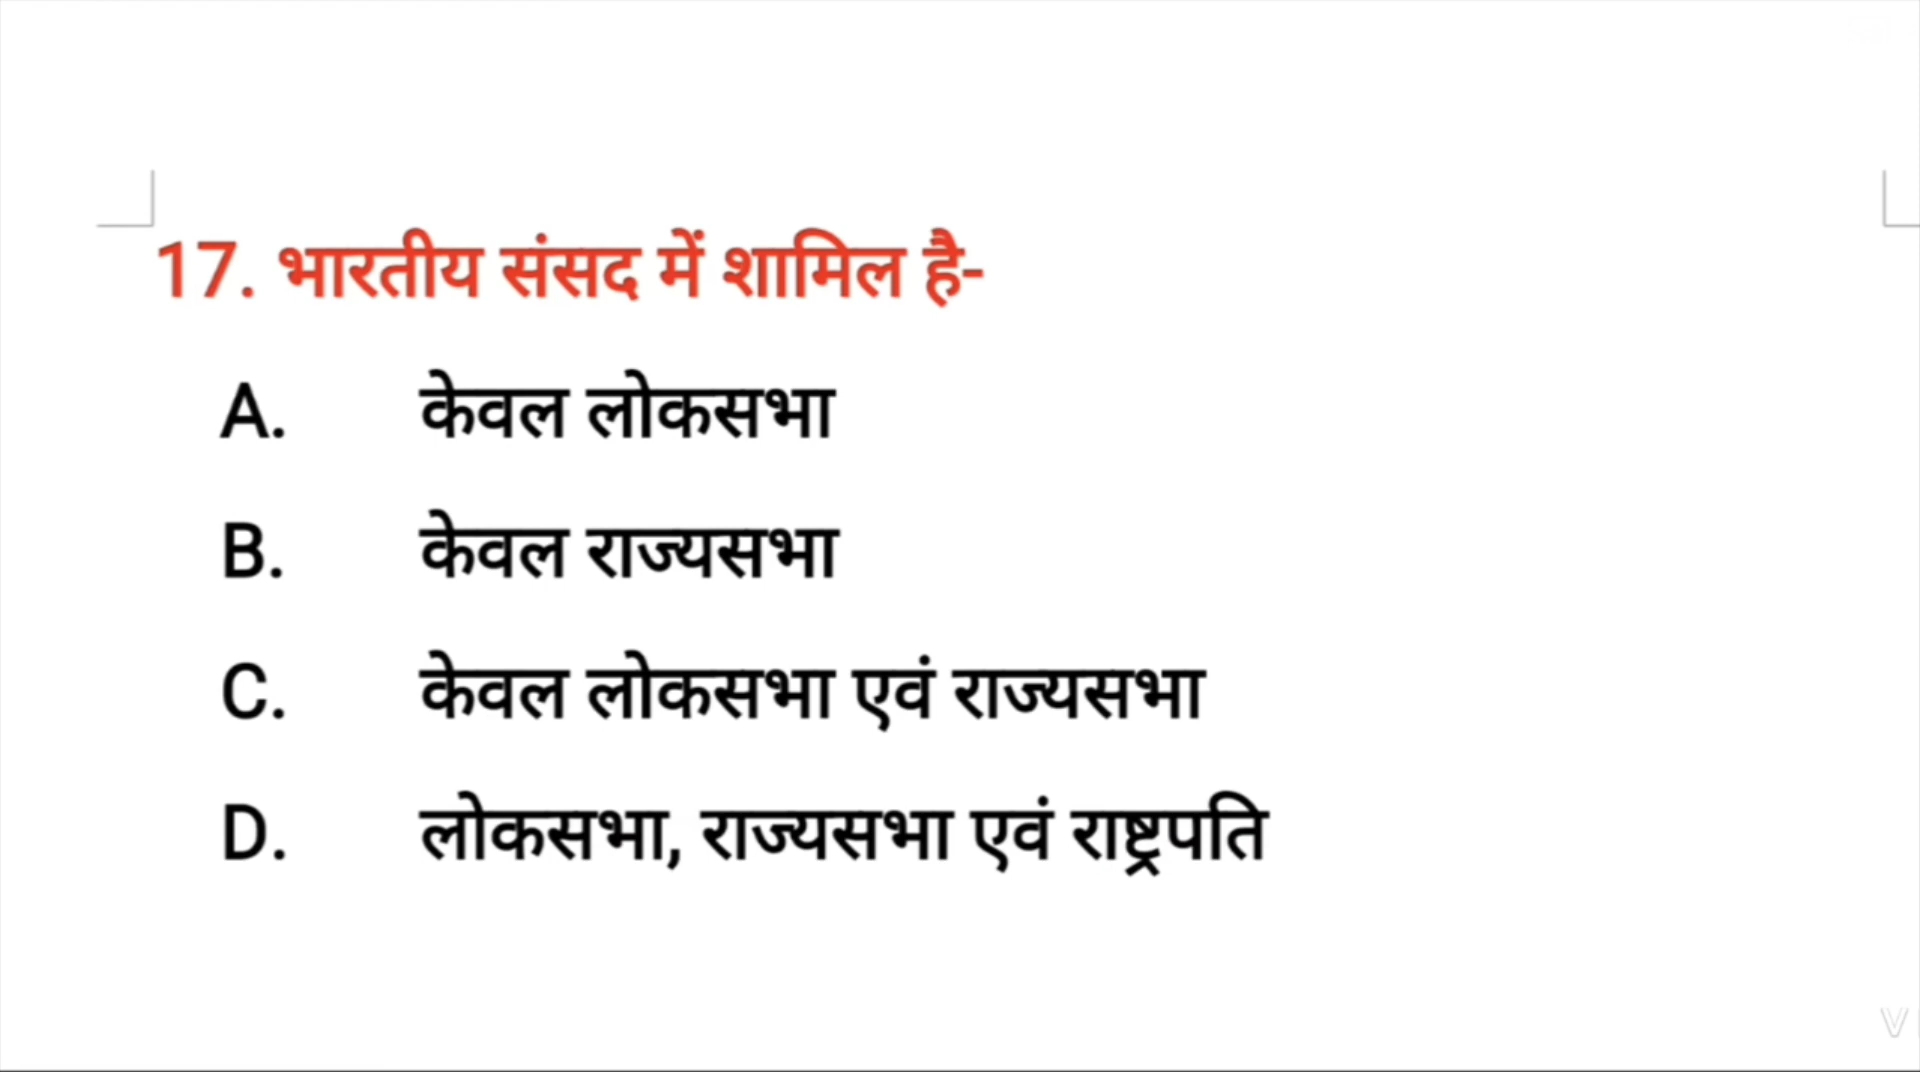 17. भारतीय संसद में शामिल है-
A. केवल लोकसभा
B. केवल राज्यसभा
C. केवल लोकसभा एवं राज्यसभा
D. लोकसभा, राज्यसभा एवं राष्ट्रपति
V